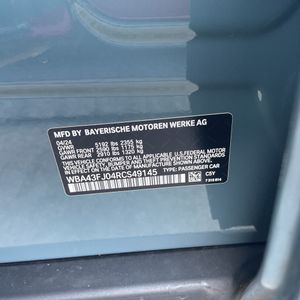 MFD BY BAYERISCHE MOTOREN WERKE AG
04/24
GVWR 5192 lbs 2355 kg
GAWR FRONT 2590 lbs 1175 kg
GAWR REAR 2910 lbs 1320 kg
THIS VEHICLE CONFORMS TO ALL APPLICABLE U.S. FEDERAL MOTOR
VEHICLE SAFETY, BUMPER, AND THEFT PREVENTION STANDARDS IN
EFFECT ON THE DATE OF MANUFACTURE SHOWN ABOVE.
WBA43FJ04RCS49145 TYPE: PASSENGER CAR
C5Y